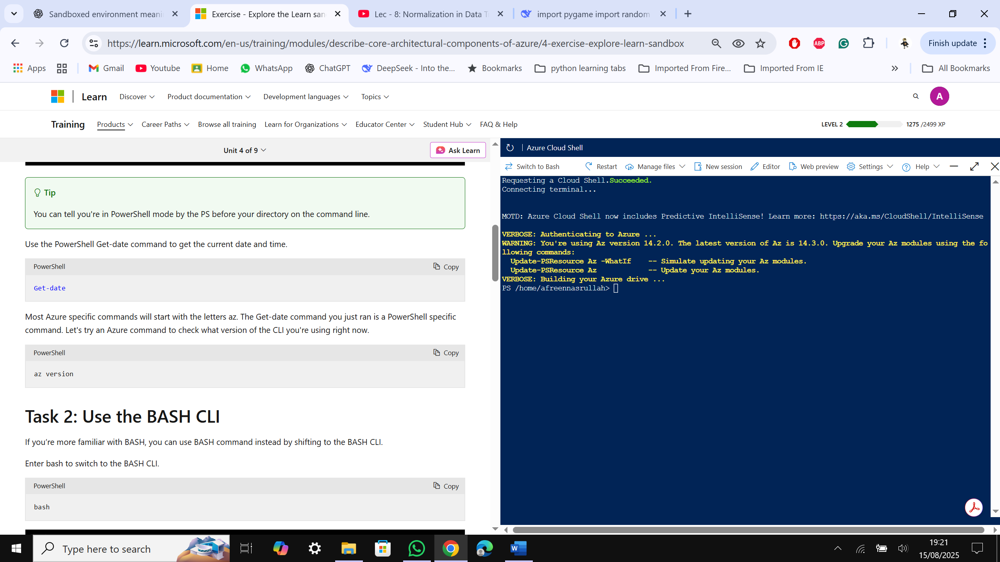 Sandboxed environment meani
Exercise - Explore the Learn san
Lec - 8: Normalization in Data T
import pygame import random
https://learn.microsoft.com/en-us/training/modules/describe-core-architectural-components-of-azure/4-exercise-explore-learn-sandbox
ABP
Finish update
Apps
Gmail
Youtube
Home
WhatsApp
ChatGPT
DeepSeek - Into the...
Bookmarks
python learning tabs
Imported From Fire...
Imported From IE
All Bookmarks
Learn
Discover
Product documentation
Development languages
Topics
A
Training
Products
Career Paths
Browse all training
Learn for Organizations
Educator Center
Student Hub
FAQ & Help
LEVEL 2
1275 /2499 XP
Unit 4 of 9
Ask Learn
Tip
You can tell you're in PowerShell mode by the PS before your directory on the command line.
Use the PowerShell Get-date command to get the current date and time.
PowerShell
Copy
Get-date
Most Azure specific commands will start with the letters az. The Get-date command you just ran is a PowerShell specific
command. Let's try an Azure command to check what version of the CLI you're using right now.
PowerShell
Copy
az version
Task 2: Use the BASH CLI
If you’re more familiar with BASH, you can use BASH command instead by shifting to the BASH CLI.
Enter bash to switch to the BASH CLI.
PowerShell
Copy
bash
Azure Cloud Shell
Switch to Bash
Restart
Manage files
New session
Editor
Web preview
Settings
Help
Requesting a Cloud Shell.Succeeded.
Connecting terminal...
MOTD: Azure Cloud Shell now includes Predictive IntelliSense! Learn more: https://aka.ms/CloudShell/IntelliSense
VERBOSE: Authenticating to Azure ...
WARNING: You're using Az version 14.2.0. The latest version of Az is 14.3.0. Upgrade your Az modules using the fo
llowing commands:
Update-PSResource Az -WhatIf    -- Simulate updating your Az modules.
Update-PSResource Az            -- Update your Az modules.
VERBOSE: Building your Azure drive ...
PS /home/afreennasrullah>
Type here to search
19:21
15/08/2025